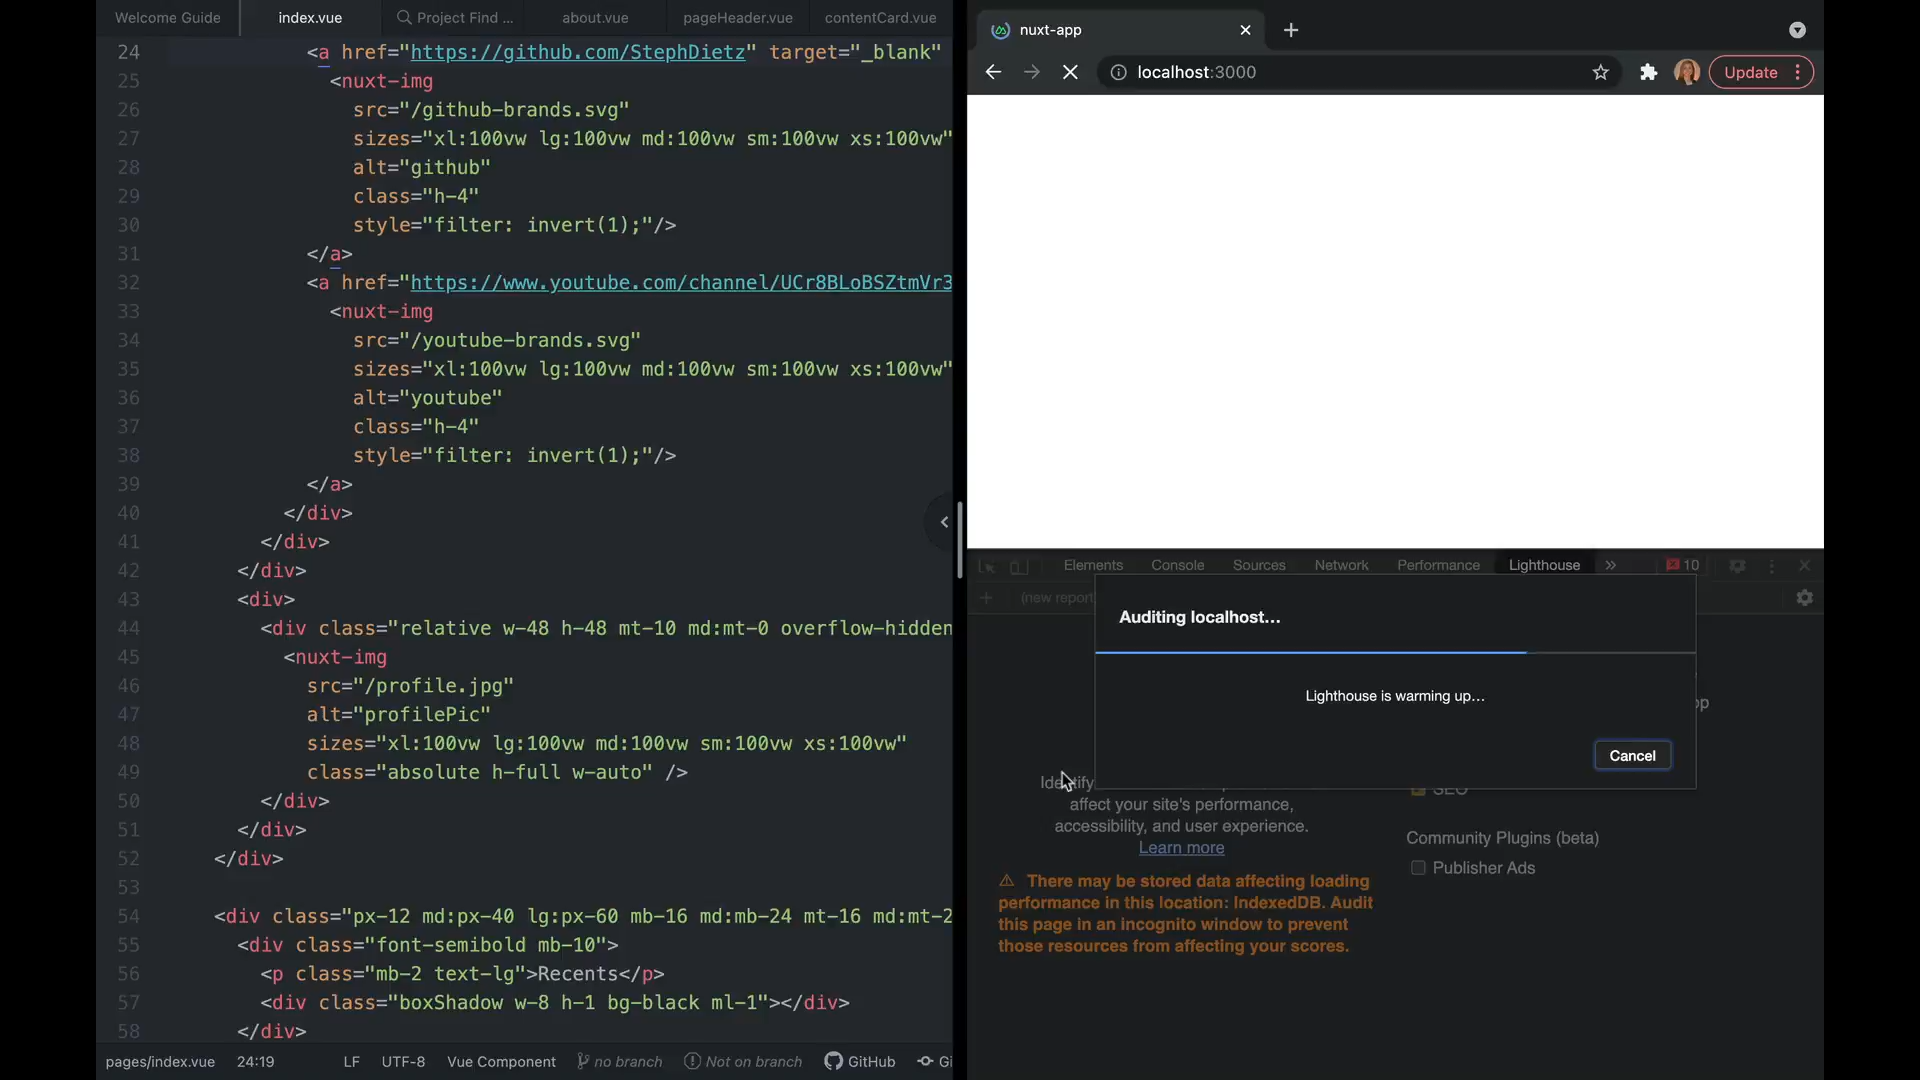 Welcome Guide
index.vue
Project Find ...
about.vue
pageHeader.vue
contentCard.vue
24 <a href="https://github.com/StephDietz" target="_blank"
25 <nuxt-img
26 src="/github-brands.svg"
27 sizes="xl:100vw lg:100vw md:100vw sm:100vw xs:100vw"
28 alt="github"
29 class="h-4"
30 style="filter: invert(1);"/>
31 </a>
32 <a href="https://www.youtube.com/channel/UCr8BLoBSZtmVr3
33 <nuxt-img
34 src="/youtube-brands.svg"
35 sizes="xl:100vw lg:100vw md:100vw sm:100vw xs:100vw"
36 alt="youtube"
37 class="h-4"
38 style="filter: invert(1);"/>
39 </a>
40 </div>
41 </div>
42 </div>
43 <div>
44 <div class="relative w-48 h-48 mt-10 md:mt-0 overflow-hidden
45 <nuxt-img
46 src="/profile.jpg"
47 alt="profilePic"
48 sizes="xl:100vw lg:100vw md:100vw sm:100vw xs:100vw"
49 class="absolute h-full w-auto" />
50 </div>
51 </div>
52 </div>
53
54 <div class="px-12 md:px-40 lg:px-60 mb-16 md:mb-24 mt-16 md:mt-2
55 <div class="font-semibold mb-10">
56 <p class="mb-2 text-lg">Recents</p>
57 <div class="boxShadow w-8 h-1 bg-black ml-1"></div>
58 </div>
pages/index.vue 24:19 LF UTF-8 Vue Component no branch Not on branch GitHub Gi
nuxt-app
localhost:3000
Update
Elements Console Sources Network Performance Lighthouse » 10
(new report
Auditing localhost...
Lighthouse is warming up...
Cancel
op
SEO
Identify
affect your site's performance,
accessibility, and user experience.
Learn more
Community Plugins (beta)
Publisher Ads
There may be stored data affecting loading
performance in this location: IndexedDB. Audit
this page in an incognito window to prevent
those resources from affecting your scores.